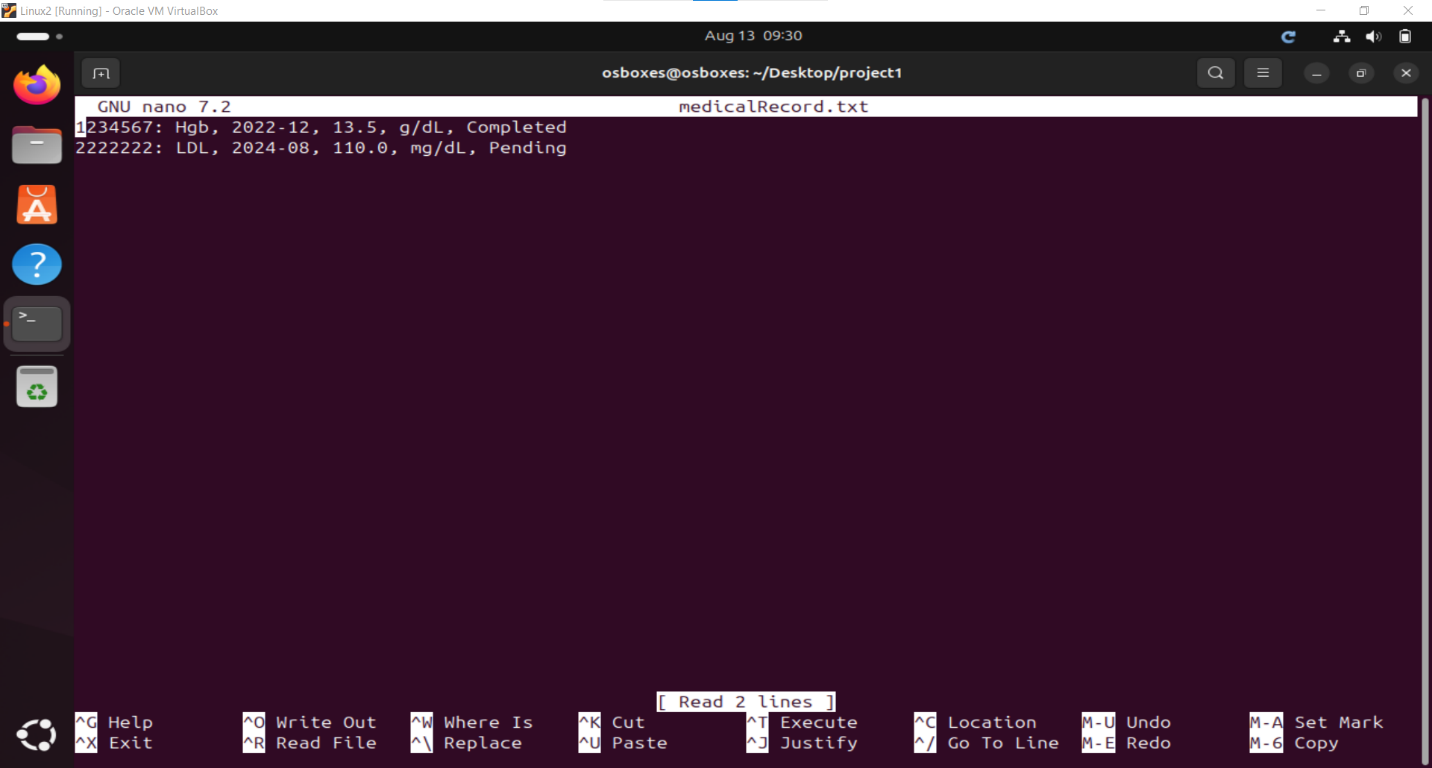 Linux2 [Running] - Oracle VM VirtualBox
Aug 13 09:30
osboxes@osboxes: ~/Desktop/project1
GNU nano 7.2 medicalRecord.txt
1234567: Hgb, 2022-12, 13.5, g/dL, Completed
2222222: LDL, 2024-08, 110.0, mg/dL, Pending
[ Read 2 lines ]
^G Help ^O Write Out ^W Where Is ^K Cut ^T Execute ^C Location M-U Undo M-A Set Mark
^X Exit ^R Read File ^\ Replace ^U Paste ^J Justify ^/ Go To Line M-E Redo M-6 Copy